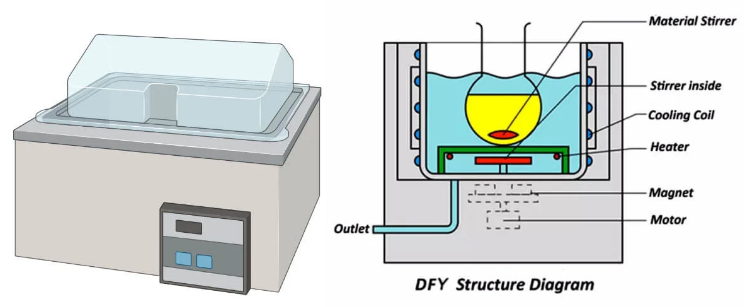 Material Stirrer
Stirrer inside
Cooling Coil
Heater
Magnet
Motor
Outlet
DFY Structure Diagram